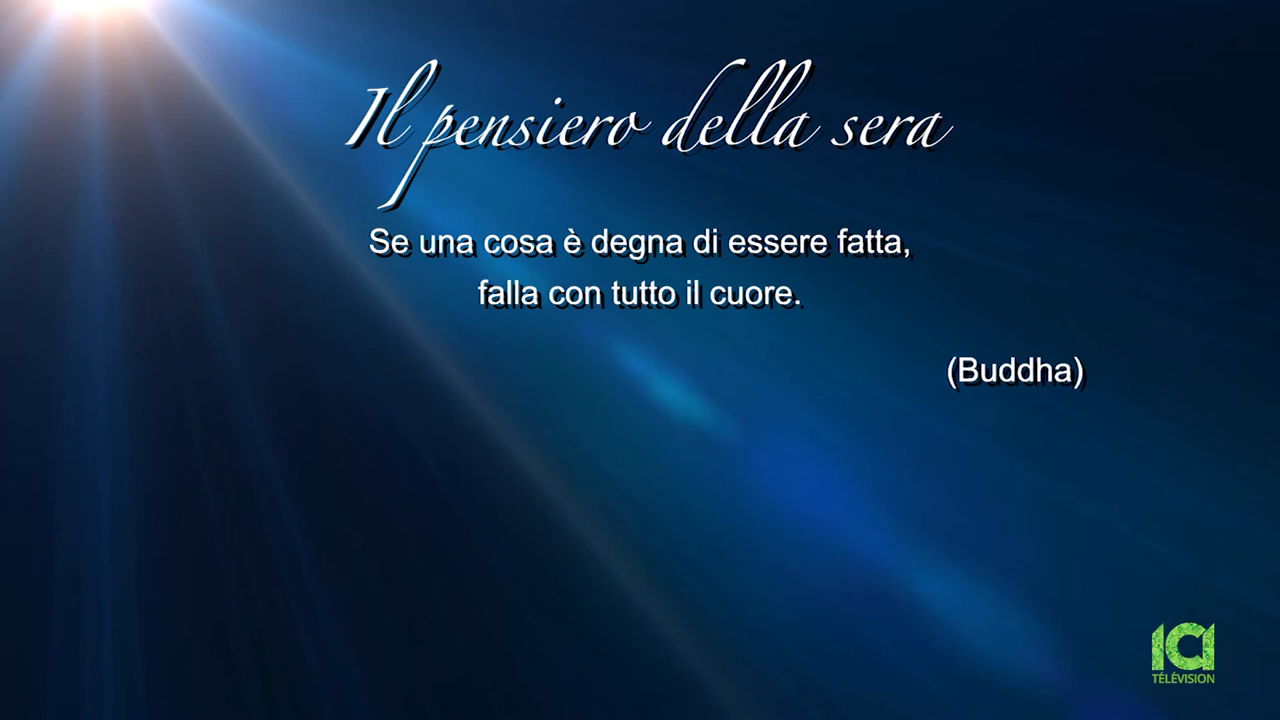 Il pensiero della sera
Se una cosa è degna di essere fatta,
falla con tutto il cuore.
(Buddha)
ICI
TÉLÉVISION